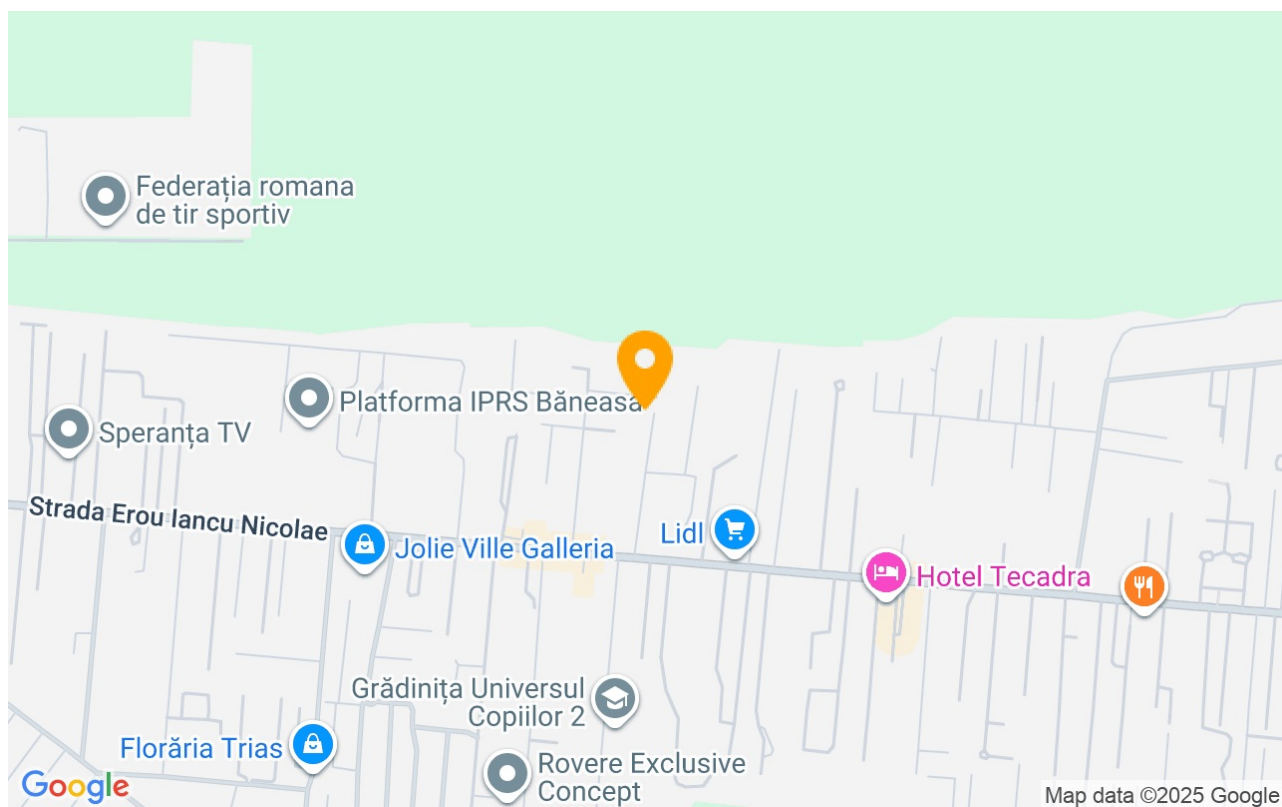 Federația romana
de tir sportiv
Platforma IPRS Băneasa
Speranța TV
Strada Erou Iancu Nicolae
Jolie Ville Galleria
Lidl
Hotel Tecadra
Grădinița Universul
Copiilor 2
Florăria Trias
Rovere Exclusive
Concept
Google
Map data ©2025 Google